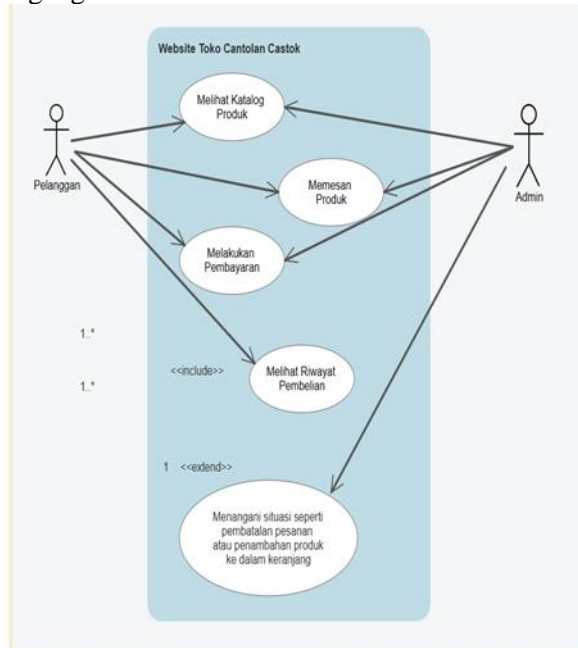 Website Toko Cantolan Castok
Melihat Katalog
Produk
Pelanggan
Admin
Memesan
Produk
Melakukan
Pembayaran
1..*
<<include>>
Melihat Riwayat
Pembelian
1..*
1 <<extend>>
Menangani situasi seperti
pembatalan pesanan
atau penambahan produk
ke dalam keranjang